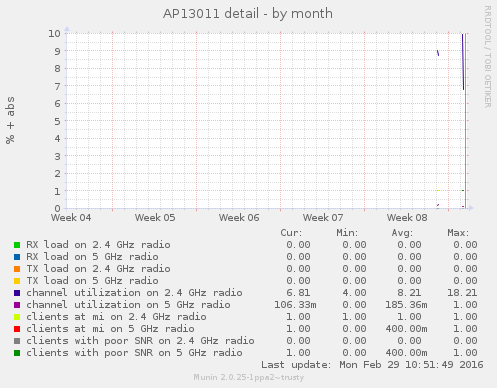 AP13011 detail - by month
RRDTOOL / TOBI OETIKER
% + abs
10
9
8
7
6
5
4
3
2
1
0
Week 04 Week 05 Week 06 Week 07 Week 08
Cur: Min: Avg: Max:
RX load on 2.4 GHz radio 0.00 0.00 0.00 0.00
RX load on 5 GHz radio 0.00 0.00 0.00 0.00
TX load on 2.4 GHz radio 0.00 0.00 0.00 0.00
TX load on 5 GHz radio 0.00 0.00 0.00 0.00
channel utilization on 2.4 GHz radio 6.81 4.00 8.21 18.21
channel utilization on 5 GHz radio 106.33m 0.00 185.36m 1.00
clients at mi on 2.4 GHz radio 1.00 1.00 1.00 1.00
clients at mi on 5 GHz radio 1.00 0.00 400.00m 1.00
clients with poor SNR on 2.4 GHz radio 0.00 0.00 0.00 0.00
clients with poor SNR on 5 GHz radio 1.00 0.00 400.00m 1.00
Last update: Mon Feb 29 10:51:49 2016
Munin 2.0.25-1ppa2~trusty